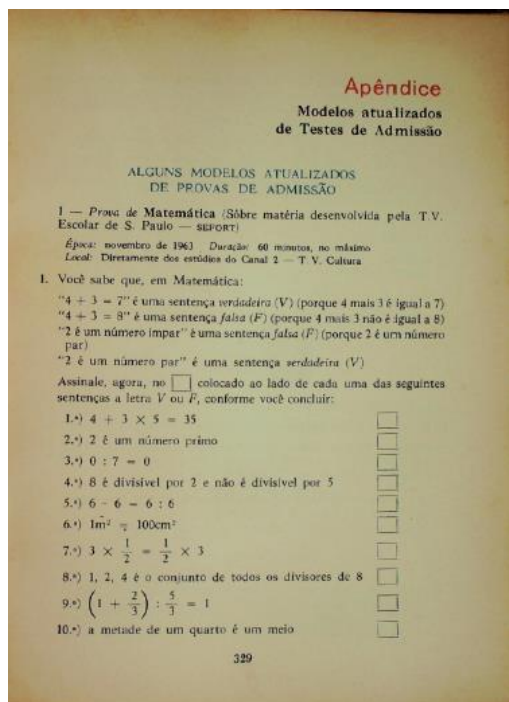 Apêndice
Modelos atualizados
de Testes de Admissão
ALGUNS MODELOS ATUALIZADOS
DE PROVAS DE ADMISSÃO
1 — Prova de Matemática (Sôbre matéria desenvolvida pela T.V.
Escolar de S. Paulo — SEFORT)
Época: novembro de 1963 Duração: 60 minutos, no máximo
Local: Diretamente dos estúdios do Canal 2 — T V. Cultura
I. Você sabe que, em Matemática:
"4 + 3 = 7" é uma sentença verdadeira (V) (porque 4 mais 3 é igual a 7)
"4 + 3 = 8" é uma sentença falsa (F) (porque 4 mais 3 não é igual a 8)
"2 é um número ímpar" é uma sentença falsa (F) (porque 2 é um número
par)
"2 é um número par" é uma sentença verdadeira (V)
Assinale, agora, no □ colocado ao lado de cada uma das seguintes
sentenças a letra V ou F, conforme você concluir:
1.ª) 4 + 3 × 5 = 35 □
2.ª) 2 é um número primo □
3.ª) 0 : 7 = 0 □
4.ª) 8 é divisível por 2 e não é divisível por 5 □
5.ª) 6 - 6 = 6 : 6 □
6.ª) 1m² = 100cm² □
7.ª) 3 × 1/2 = 1/2 × 3 □
8.ª) 1, 2, 4 é o conjunto de todos os divisores de 8 □
9.ª) (1 + 2/3) : 5/3 = 1 □
10.ª) a metade de um quarto é um meio □
329